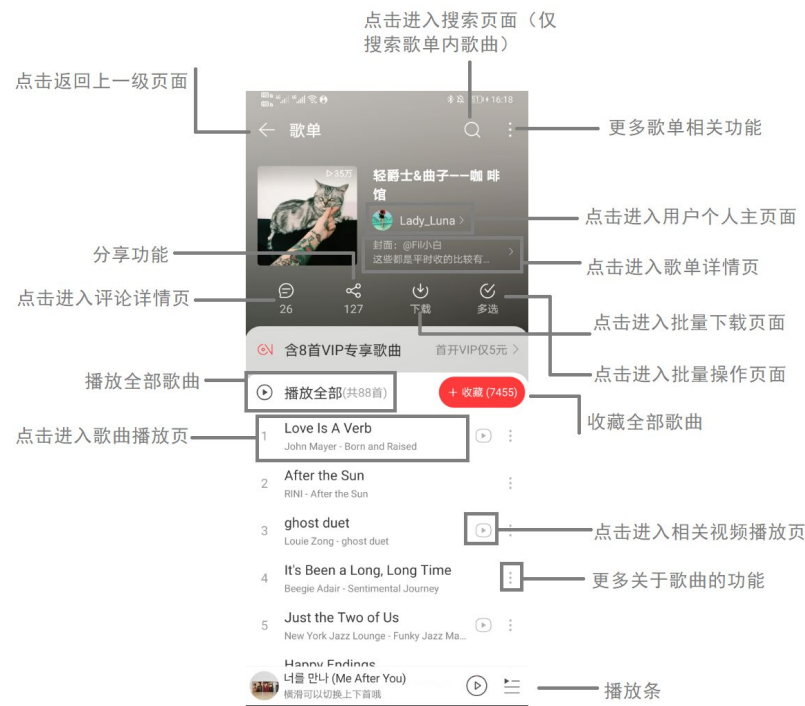 点击进入搜索页面（仅
搜索歌单内歌曲）
点击返回上一级页面
16:18
歌单
更多歌单相关功能
35万
轻爵士&曲子——咖 啡
馆
Lady_Luna
点击进入用户个人主页面
封面：@Fil小白
这些都是平时收的比较有...
分享功能
点击进入歌单详情页
点击进入评论详情页
26
127
下载
多选
点击进入批量下载页面
含8首VIP专享歌曲
首开VIP仅5元
点击进入批量操作页面
播放全部歌曲
播放全部(共88首)
+ 收藏 (7455)
收藏全部歌曲
点击进入歌曲播放页
1
Love Is A Verb
John Mayer - Born and Raised
2
After the Sun
RINI - After the Sun
3
ghost duet
Louie Zong - ghost duet
点击进入相关视频播放页
4
It's Been a Long, Long Time
Beegie Adair - Sentimental Journey
更多关于歌曲的功能
5
Just the Two of Us
New York Jazz Lounge - Funky Jazz Ma...
Happy Endings
너를 만나 (Me After You)
横滑可以切换上下首哦
播放条